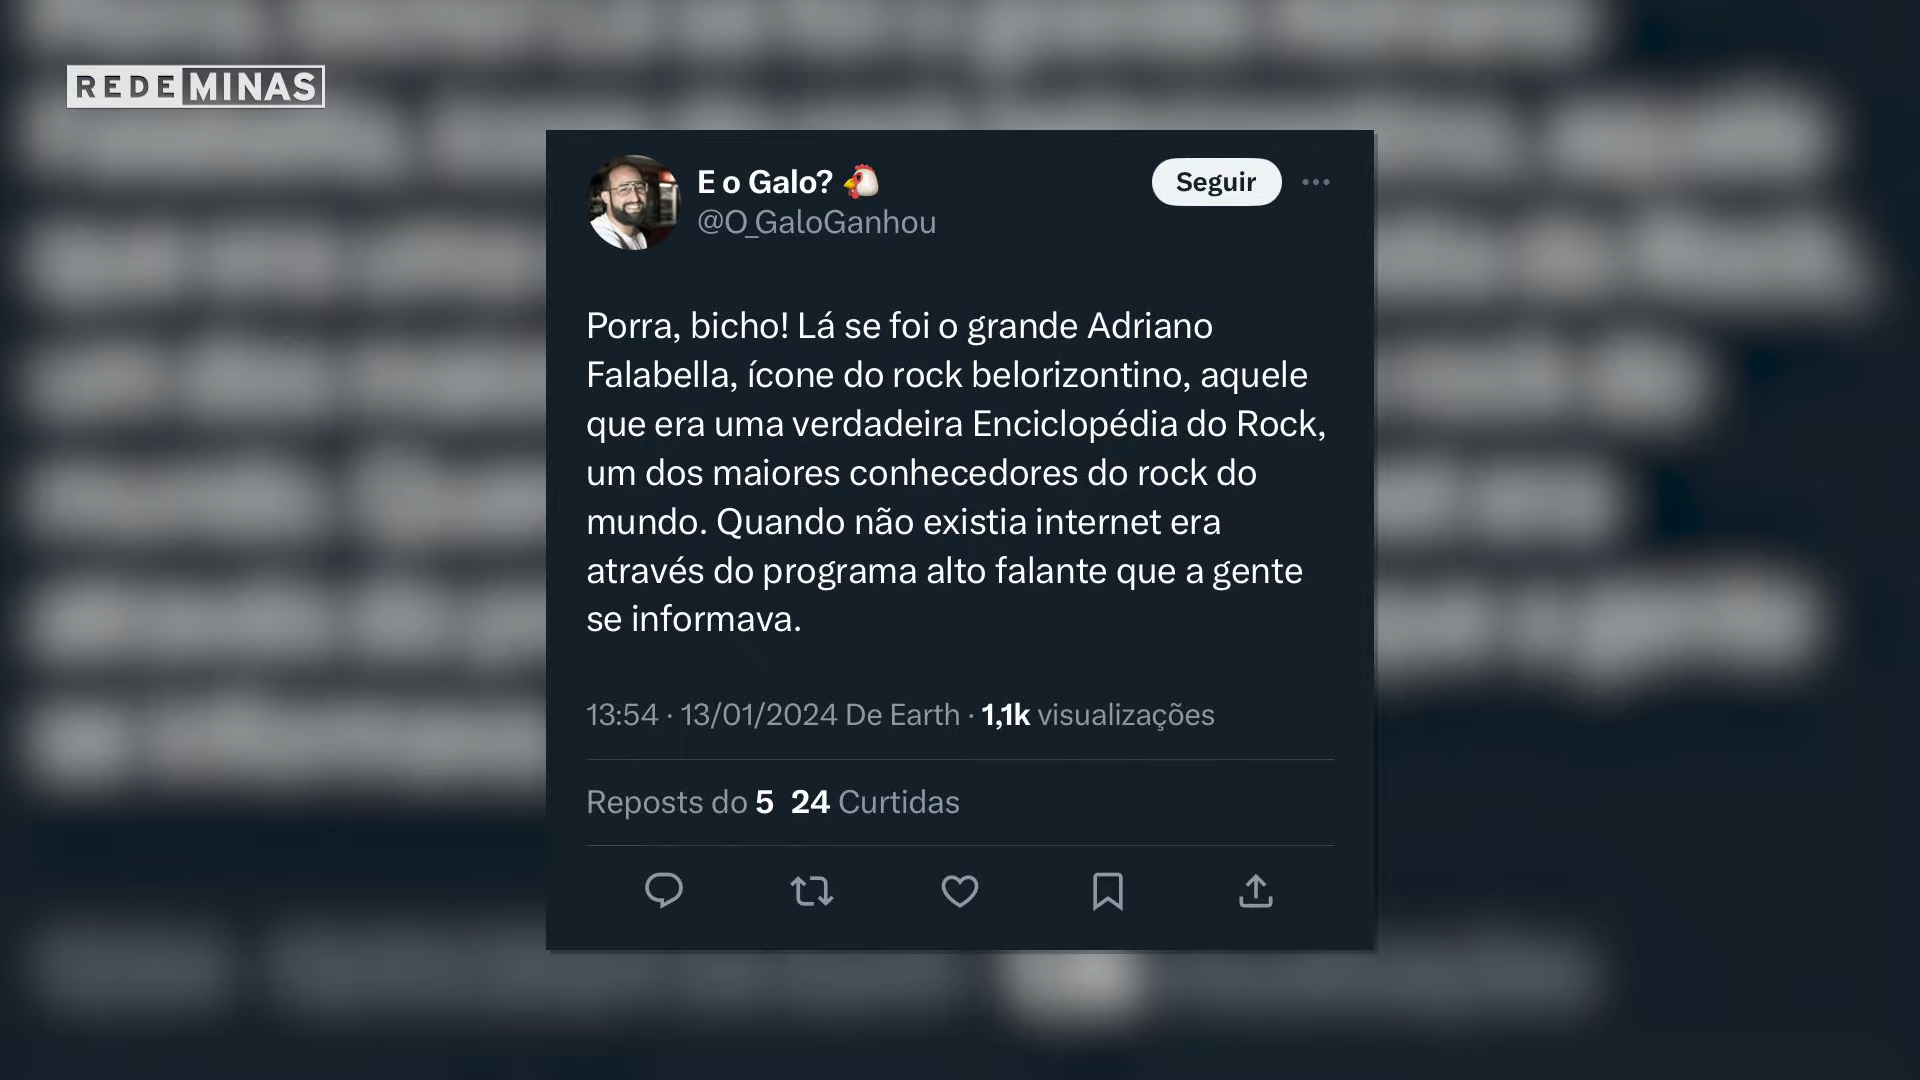 REDEMINAS
E o Galo? 🐔
Seguir
@O_GaloGanhou
Porra, bicho! Lá se foi o grande Adriano
Falabella, ícone do rock belorizontino, aquele
que era uma verdadeira Enciclopédia do Rock,
um dos maiores conhecedores do rock do
mundo. Quando não existia internet era
através do programa alto falante que a gente
se informava.
13:54 · 13/01/2024 De Earth · 1,1k visualizações
Reposts do 5 24 Curtidas